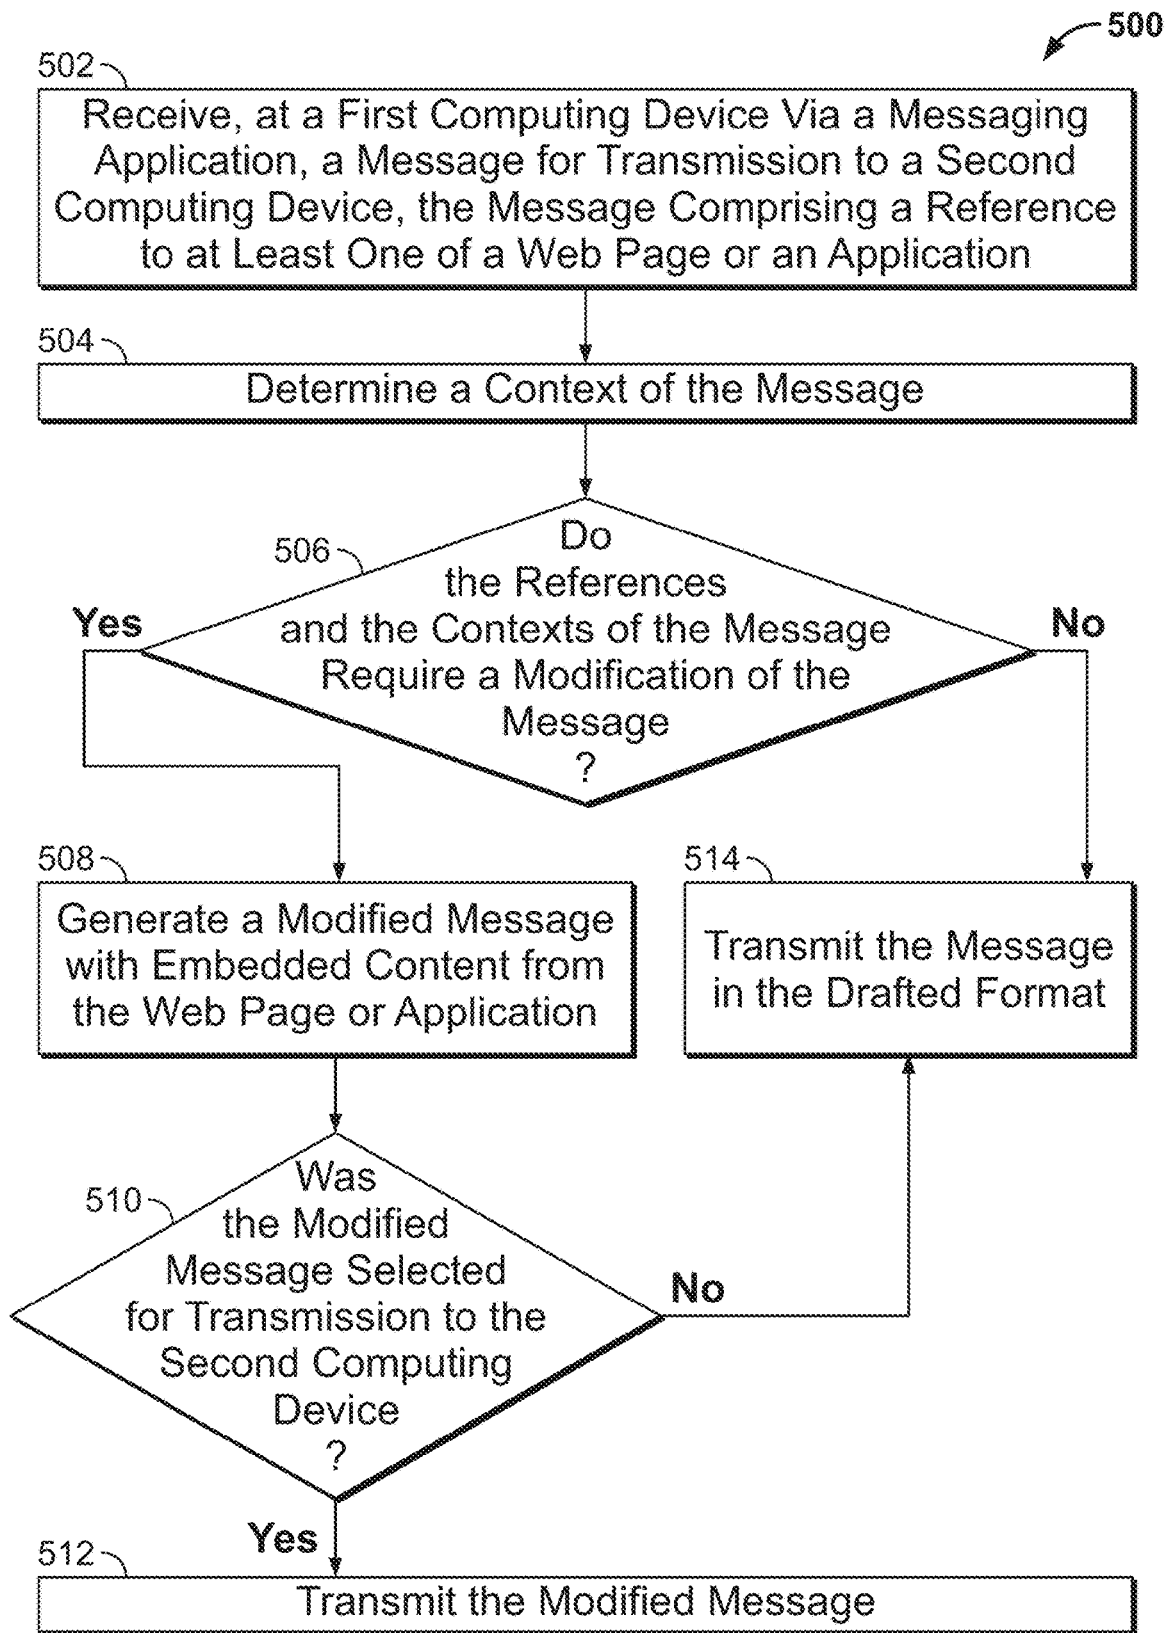 500
502
Receive, at a First Computing Device Via a Messaging
Application, a Message for Transmission to a Second
Computing Device, the Message Comprising a Reference
to at Least One of a Web Page or an Application
504
Determine a Context of the Message
506
Do
the References
and the Contexts of the Message
Require a Modification of the
Message
?
Yes
No
508
Generate a Modified Message
with Embedded Content from
the Web Page or Application
514
Transmit the Message
in the Drafted Format
510
Was
the Modified
Message Selected
for Transmission to the
Second Computing
Device
?
No
Yes
512
Transmit the Modified Message